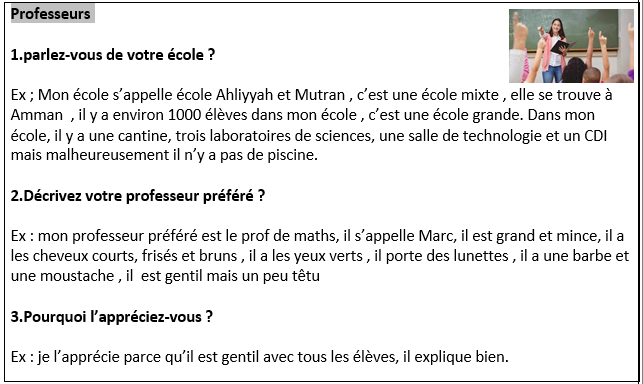 Professeurs
1.parlez-vous de votre école ?
Ex ; Mon école s’appelle école Ahliyyah et Mutran , c’est une école mixte , elle se trouve à
Amman , il y a environ 1000 élèves dans mon école , c’est une école grande. Dans mon
école, il y a une cantine, trois laboratoires de sciences, une salle de technologie et un CDI
mais malheureusement il n’y a pas de piscine.
2.Décrivez votre professeur préféré ?
Ex : mon professeur préféré est le prof de maths, il s’appelle Marc, il est grand et mince, il a
les cheveux courts, frisés et bruns , il a les yeux verts , il porte des lunettes , il a une barbe et
une moustache , il est gentil mais un peu têtu
3.Pourquoi l’appréciez-vous ?
Ex : je l’apprécie parce qu’il est gentil avec tous les élèves, il explique bien.